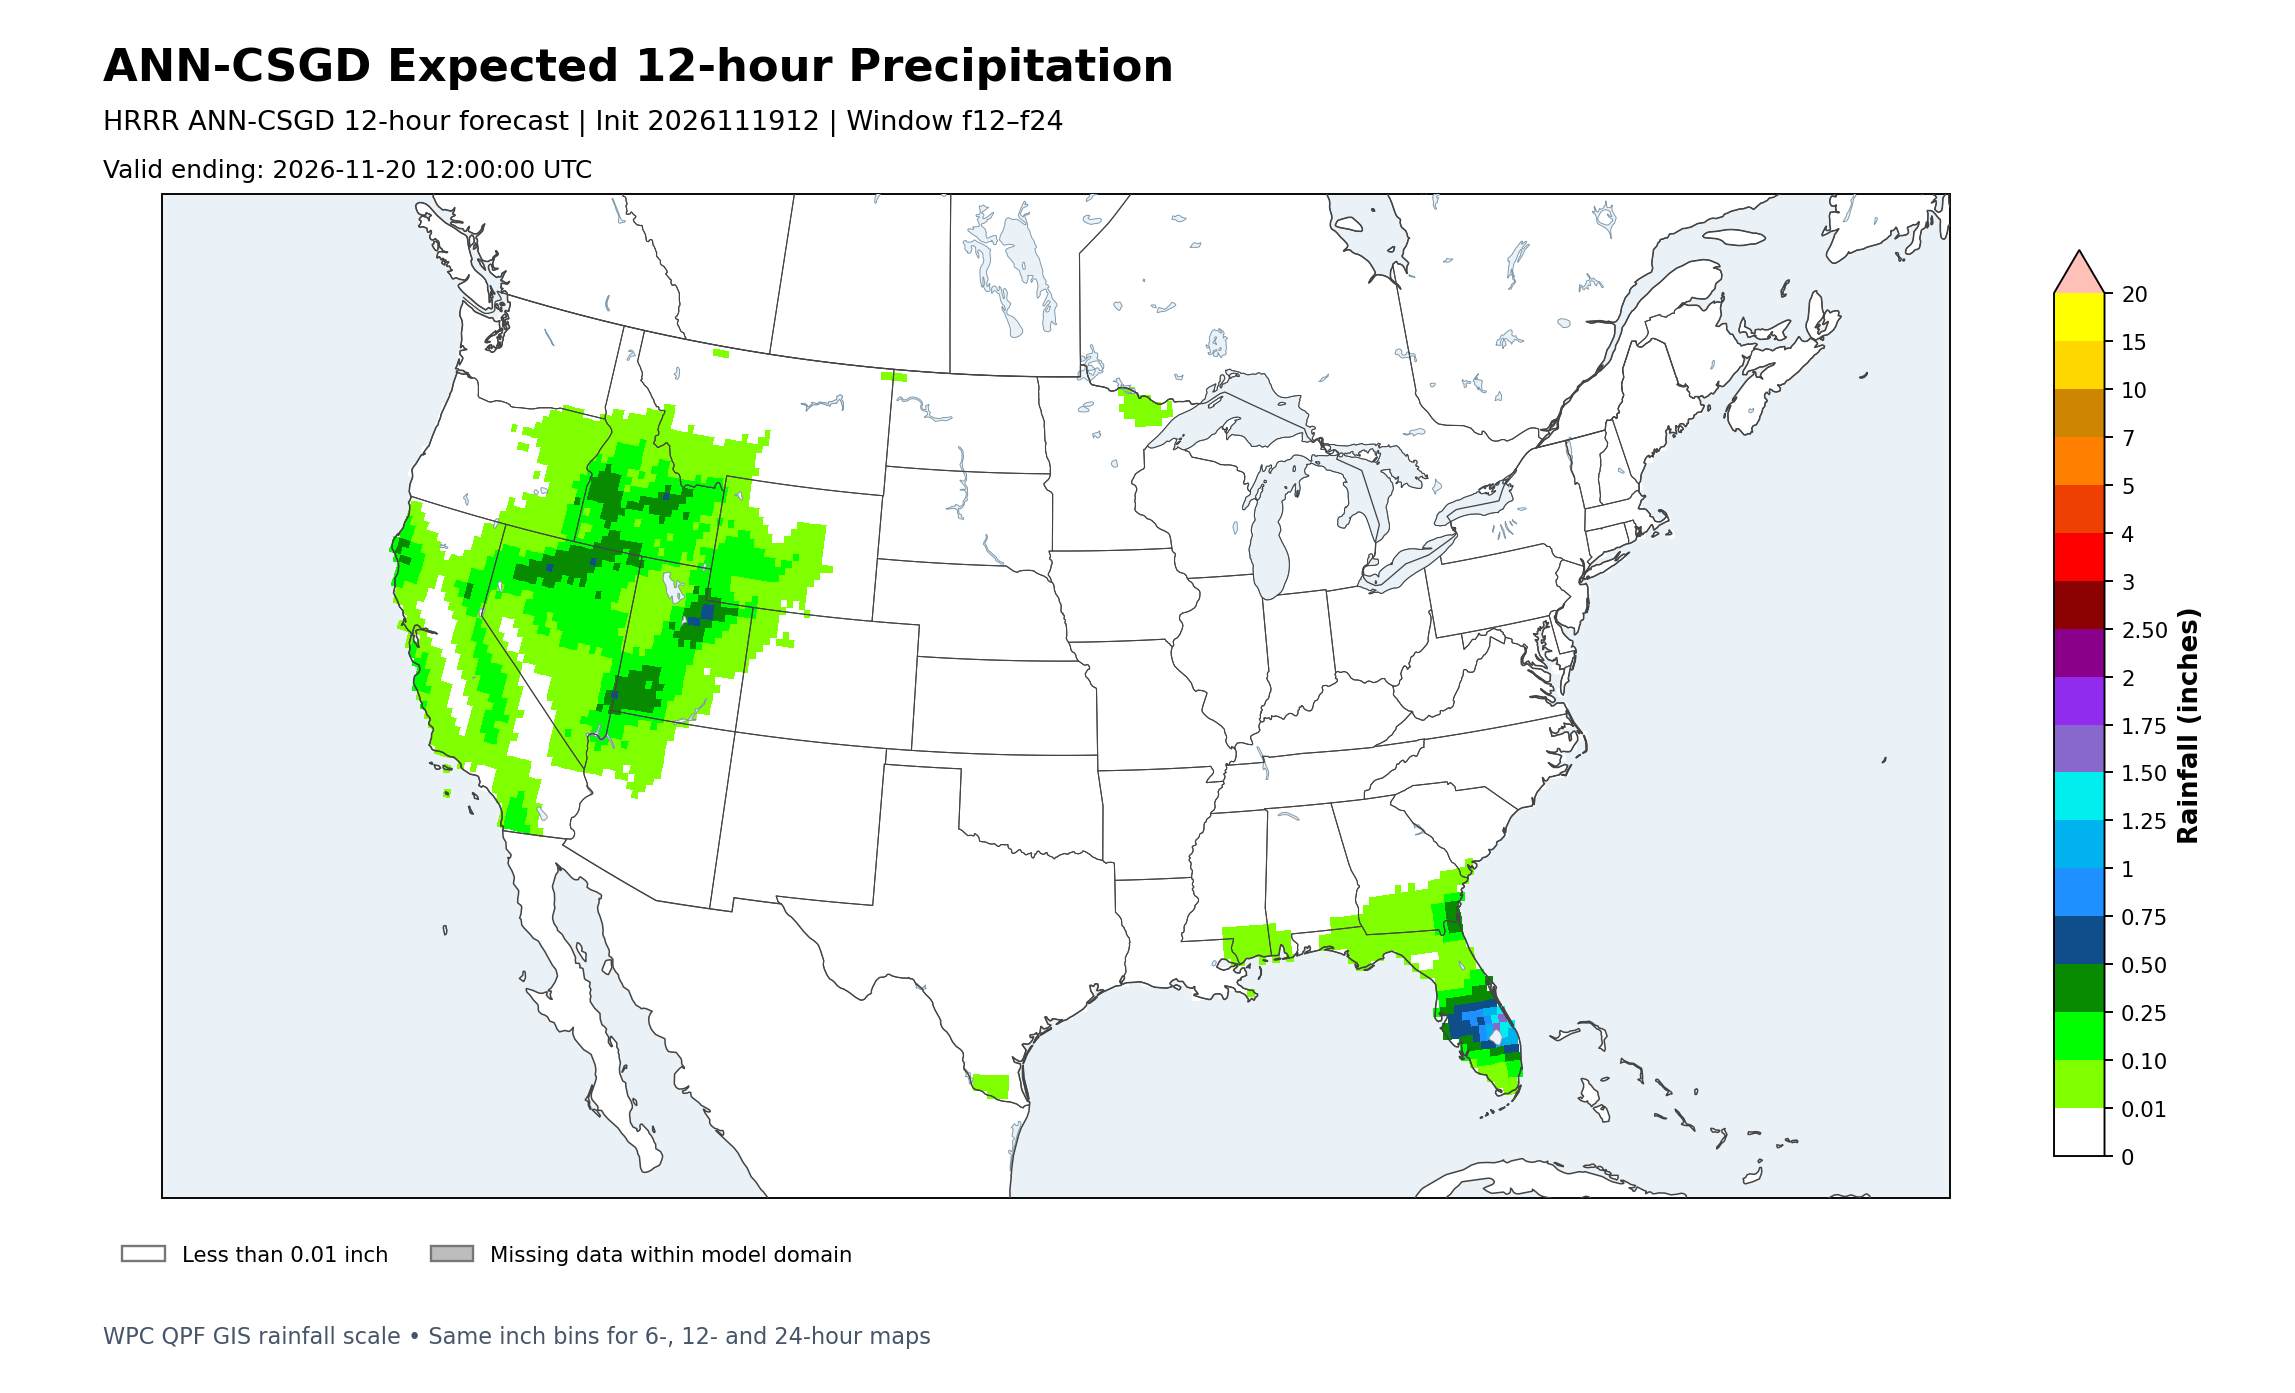 ANN-CSGD Expected 12-hour Precipitation
HRRR ANN-CSGD 12-hour forecast | Init 2026111912 | Window f12–f24
Valid ending: 2026-11-20 12:00:00 UTC
20
15
10
7
5
4
3
2.50
2
1.75
1.50
1.25
1
0.75
0.50
0.25
0.10
0.01
0
Rainfall (inches)
Less than 0.01 inch
Missing data within model domain
WPC QPF GIS rainfall scale • Same inch bins for 6-, 12- and 24-hour maps